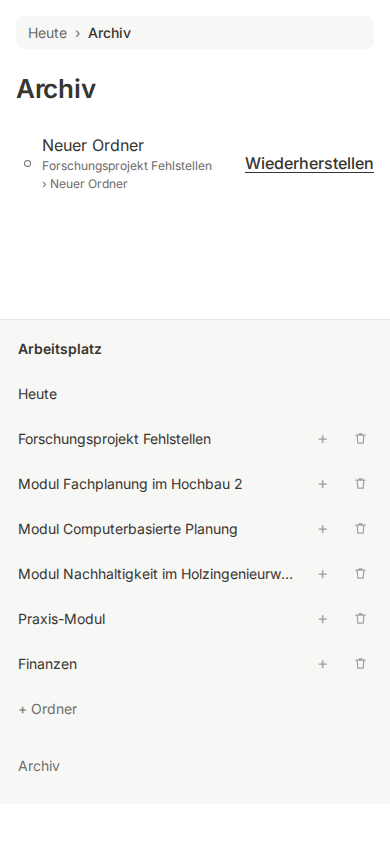 Heute › Archiv
Archiv
Neuer Ordner
Forschungsprojekt Fehlstellen
› Neuer Ordner
Wiederherstellen
Arbeitsplatz
Heute
Forschungsprojekt Fehlstellen +
Modul Fachplanung im Hochbau 2 +
Modul Computerbasierte Planung +
Modul Nachhaltigkeit im Holzingenieurw... +
Praxis-Modul +
Finanzen +
+ Ordner
Archiv